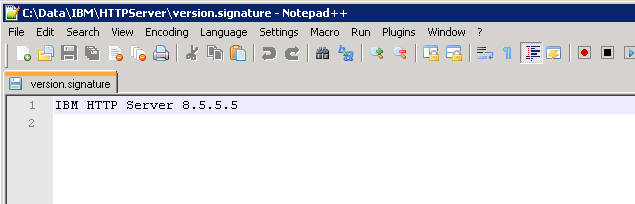 C:\Data\IBM\HTTPServer\version.signature - Notepad++
File Edit Search View Encoding Language Settings Macro Run Plugins Window ?
version.signature
1 IBM HTTP Server 8.5.5.5
2